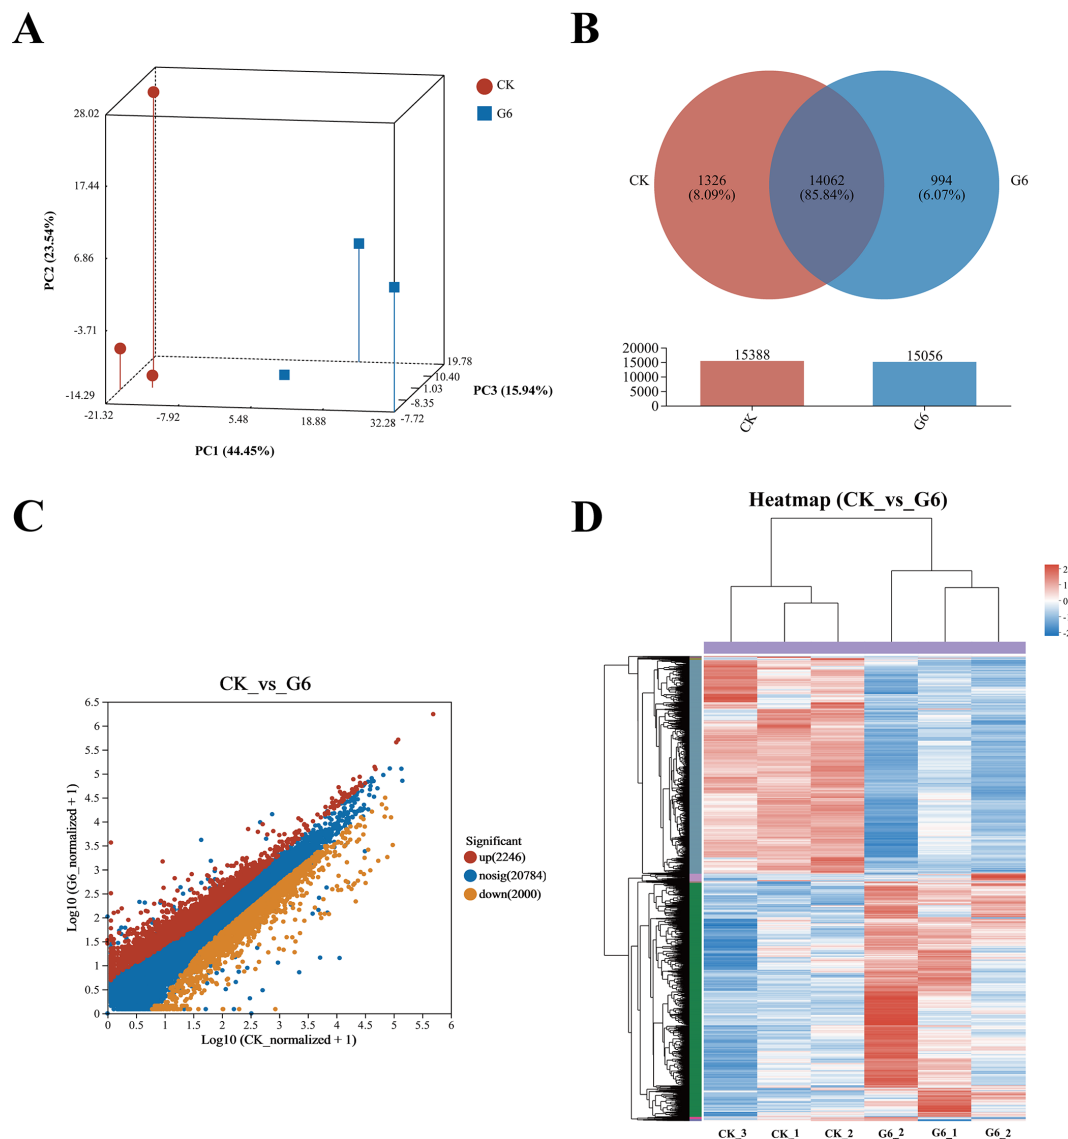 A
CK
G6
28.02
17.44
6.86
-3.71
-14.29
PC2 (23.54%)
-21.32
-7.92
5.48
18.88
32.28
PC1 (44.45%)
19.78
10.40
1.03
-8.35
-7.72
PC3 (15.94%)
B
CK
1326
(8.09%)
14062
(85.84%)
994
(6.07%)
G6
20000
15000
10000
5000
0
15388
15056
CK
G6
C
CK_vs_G6
6.5
6
5.5
5
4.5
4
3.5
3
2.5
2
1.5
1
0.5
0
Log10 (G6_normalized + 1)
0 0.5 1 1.5 2 2.5 3 3.5 4 4.5 5 5.5 6
Log10 (CK_normalized + 1)
Significant
up(2246)
nosig(20784)
down(2000)
D
Heatmap (CK_vs_G6)
2
1
0
CK_3 CK_1 CK_2 G6_2 G6_1 G6_2